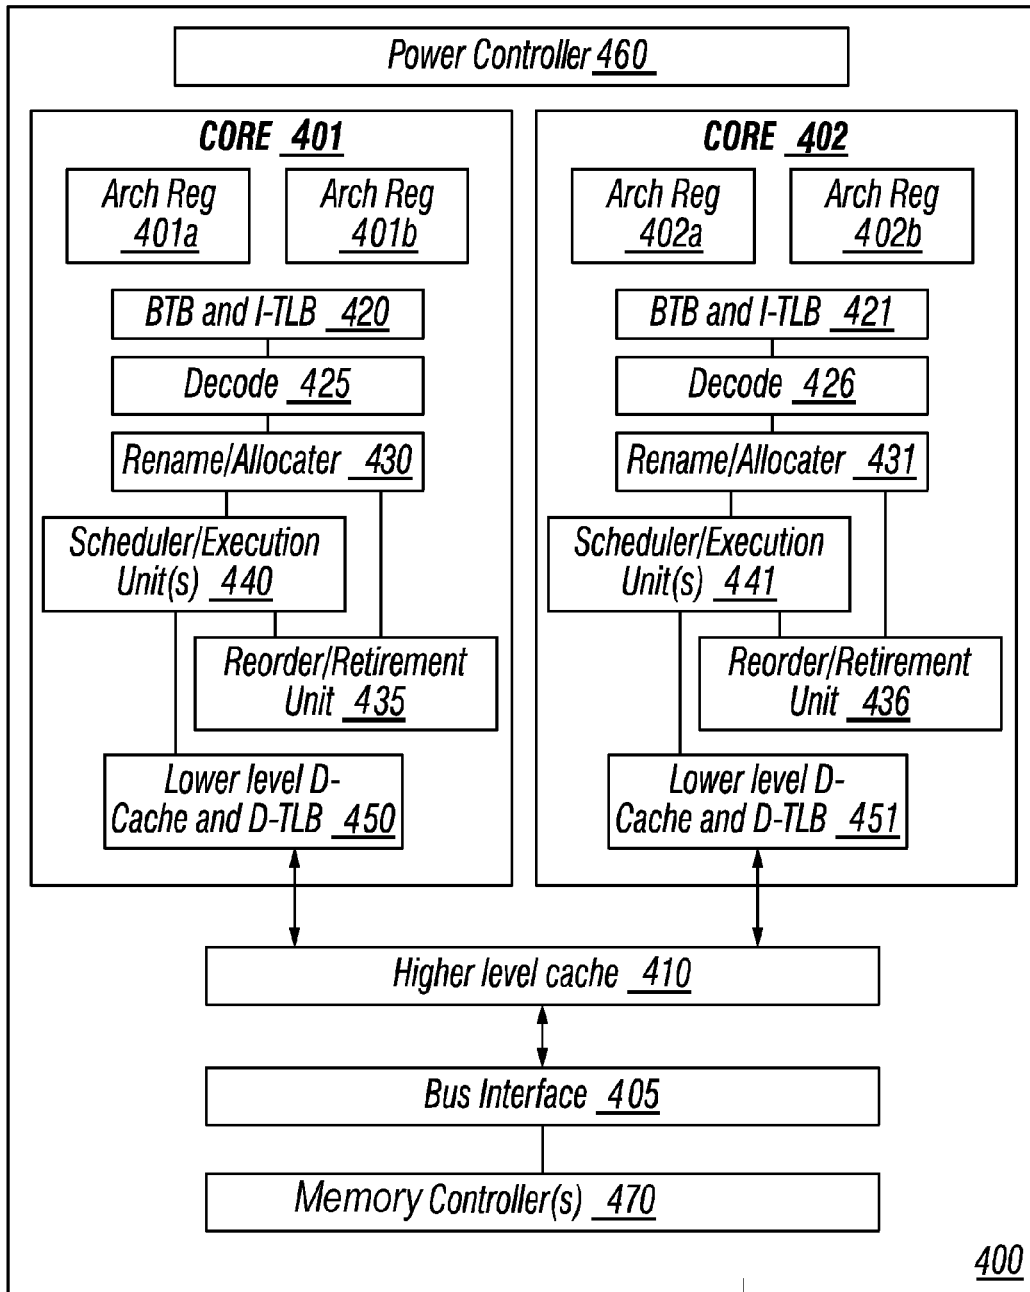 Power Controller 460
CORE 401
Arch Reg
401a
Arch Reg
401b
BTB and I-TLB 420
Decode 425
Rename/Allocater 430
Scheduler/Execution
Unit(s) 440
Reorder/Retirement
Unit 435
Lower level D-
Cache and D-TLB 450
CORE 402
Arch Reg
402a
Arch Reg
402b
BTB and I-TLB 421
Decode 426
Rename/Allocater 431
Scheduler/Execution
Unit(s) 441
Reorder/Retirement
Unit 436
Lower level D-
Cache and D-TLB 451
Higher level cache 410
Bus Interface 405
Memory Controller(s) 470
400